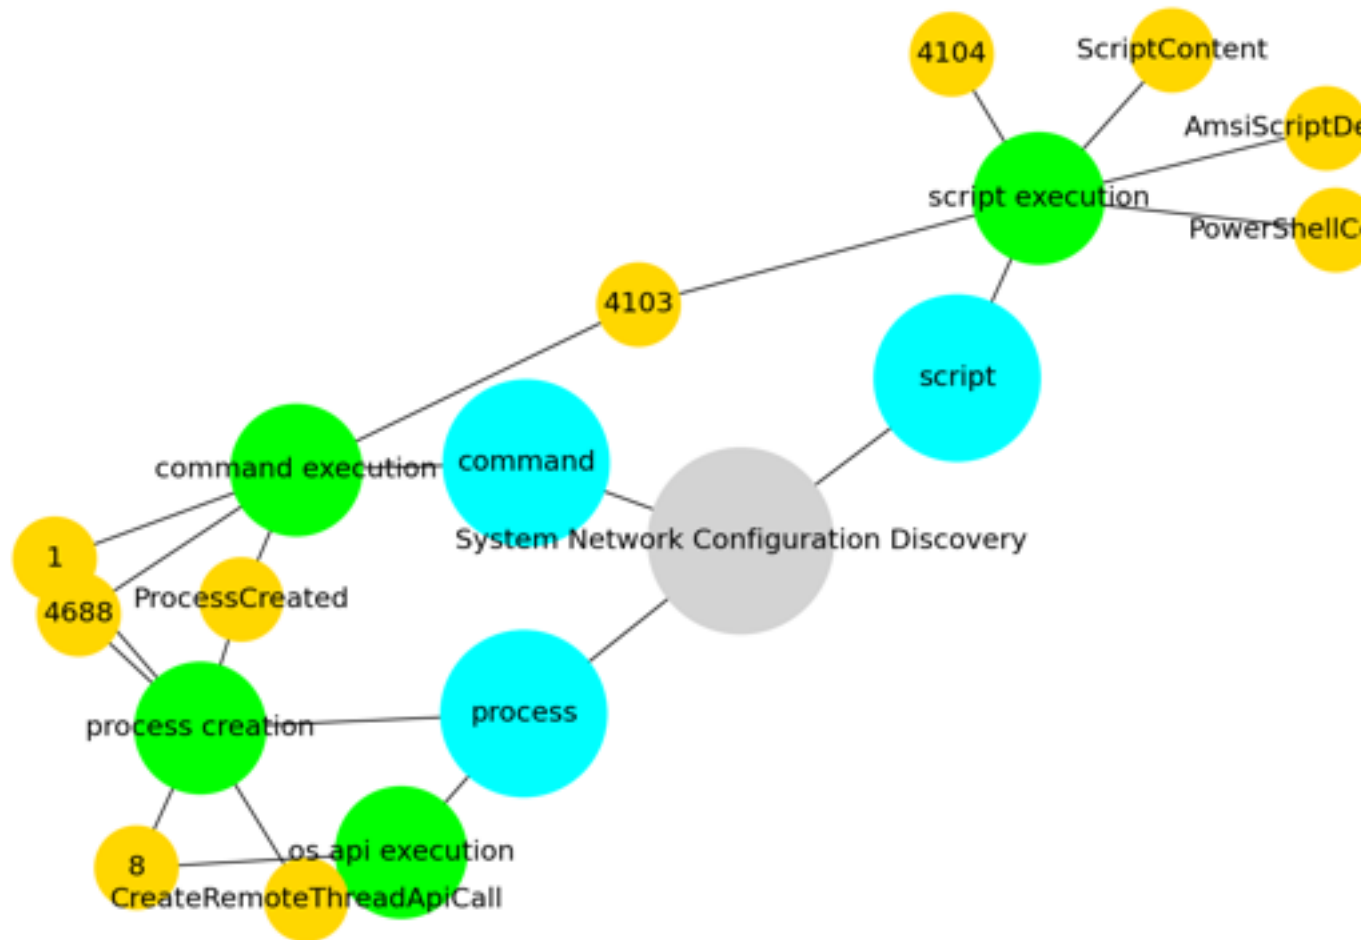 4104
ScriptContent
AmsiScriptDe
script execution
PowerShellCo
4103
script
command execution
command
System Network Configuration Discovery
1
4688
ProcessCreated
process creation
process
os api execution
8
CreateRemoteThreadApiCall